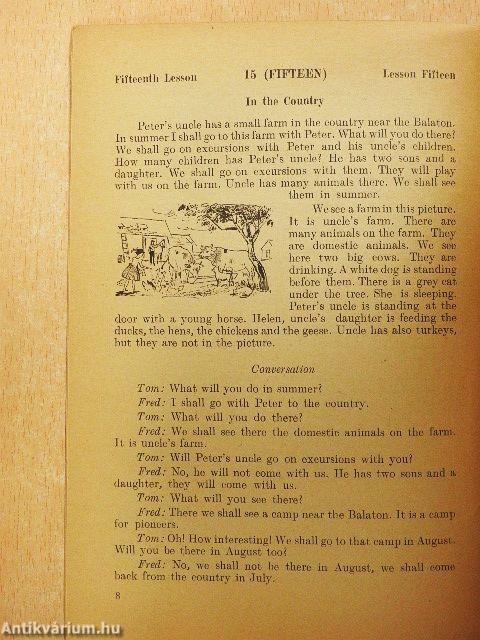 Fifteenth Lesson 15 (FIFTEEN) Lesson Fifteen
In the Country
Peter's uncle has a small farm in the country near the Balaton.
In summer I shall go to this farm with Peter. What will you do there?
We shall go on excursions with Peter and his uncle's children.
How many children has Peter's uncle? He has two sons and a
daughter. We shall go on excursions with them. They will play
with us on the farm. Uncle has many animals there. We shall see
them in summer.
We see a farm in this picture.
It is uncle's farm. There are
many animals on the farm. They
are domestic animals. We see
here two big cows. They are
drinking. A white dog is standing
before them. There is a grey cat
under the tree. She is sleeping.
Peter's uncle is standing at the
door with a young horse. Helen, uncle's daughter is feeding the
ducks, the hens, the chickens and the geese. Uncle has also turkeys,
but they are not in the picture.
Conversation
Tom: What will you do in summer?
Fred: I shall go with Peter to the country.
Tom: What will you do there?
Fred: We shall see there the domestic animals on the farm.
It is uncle's farm.
Tom: Will Peter's uncle go on excursions with you?
Fred: No, he will not come with us. He has two sons and a
daughter, they will come with us.
Tom: What will you see there?
Fred: There we shall see a camp near the Balaton. It is a camp
for pioneers.
Tom: Oh! How interesting! We shall go to that camp in August.
Will you be there in August too?
Fred: No, we shall not be there in August, we shall come
back from the country in July.
8
Antikvárium.hu